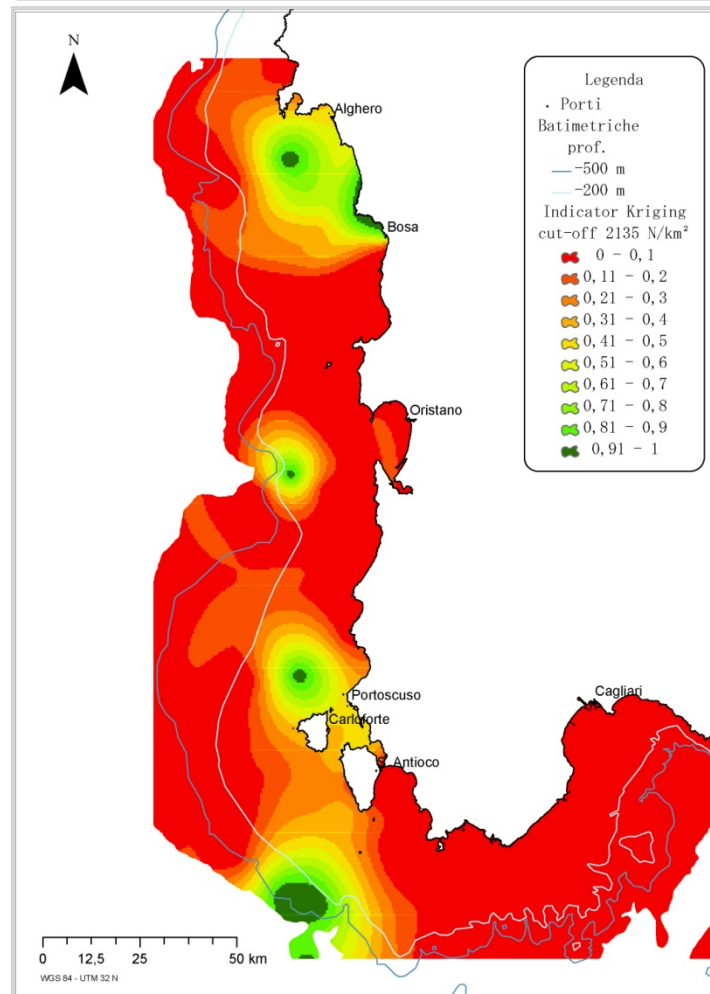 N
Alghero
Bosa
Oristano
Portoscuso
Carloforte
S. Antioco
Cagliari
Legenda
Porti
Batimetriche
prof.
-500 m
-200 m
Indicator Kriging
cut-off 2135 N/km²
0 - 0,1
0,11 - 0,2
0,21 - 0,3
0,31 - 0,4
0,41 - 0,5
0,51 - 0,6
0,61 - 0,7
0,71 - 0,8
0,81 - 0,9
0,91 - 1
0 12,5 25 50 km
WGS 84 - UTM 32 N